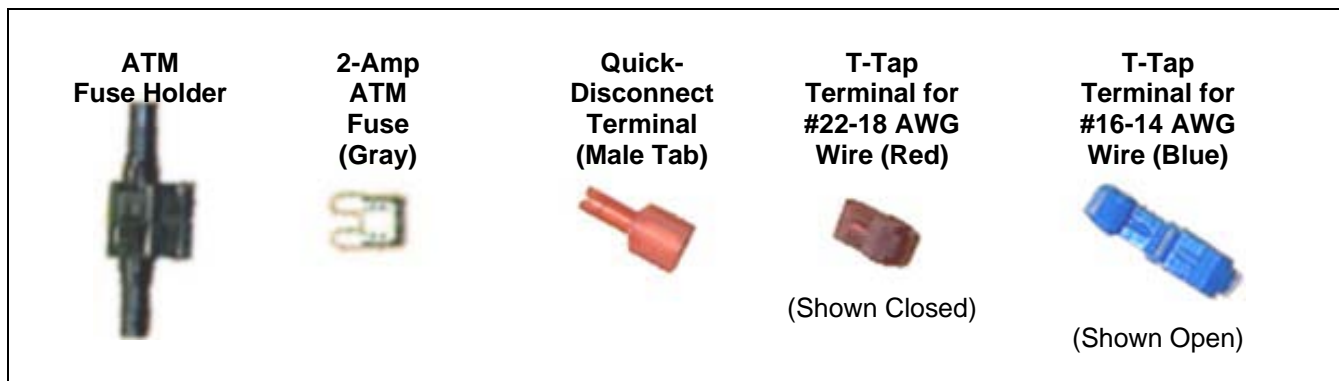 ATM
Fuse Holder
2-Amp
ATM
Fuse
(Gray)
Quick-
Disconnect
Terminal
(Male Tab)
T-Tap
Terminal for
#22-18 AWG
Wire (Red)
(Shown Closed)
T-Tap
Terminal for
#16-14 AWG
Wire (Blue)
(Shown Open)